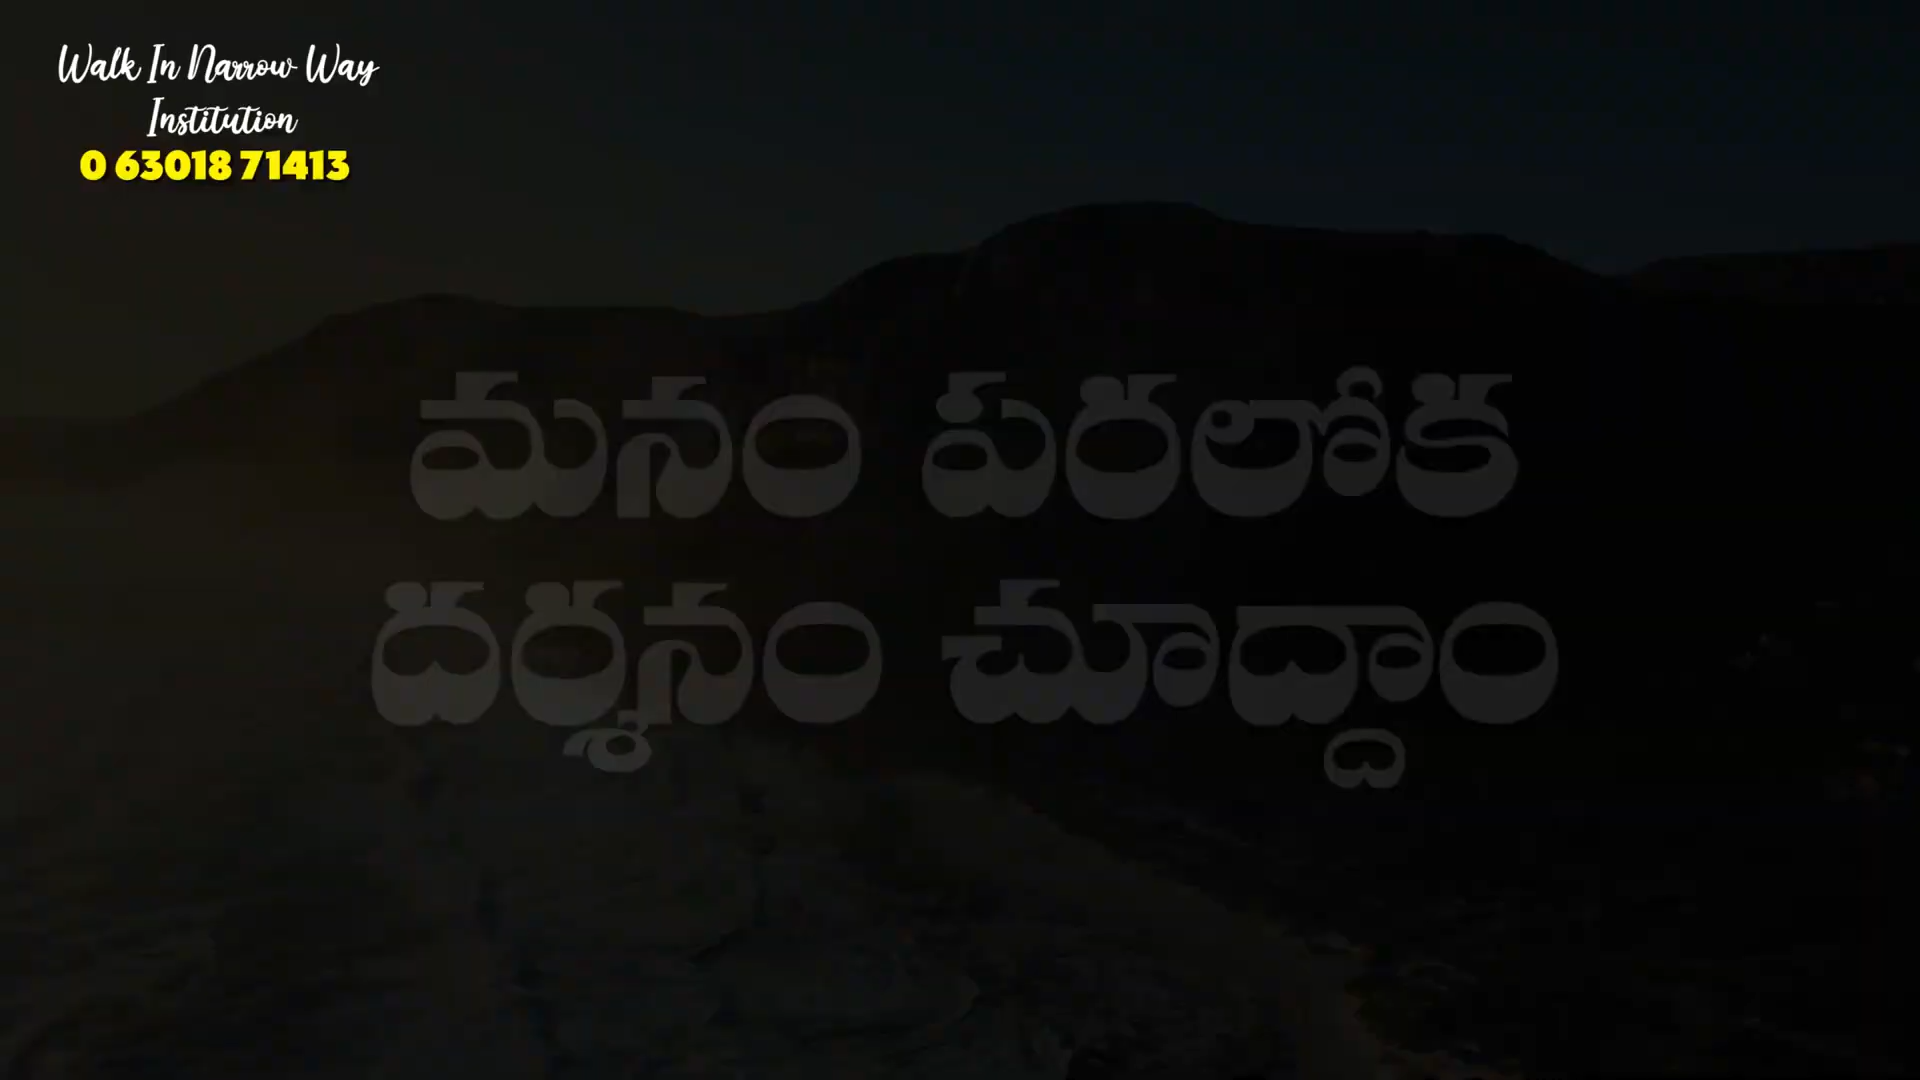 Walk In Narrow Way
Institution
0 63018 71413
మనం పరలోక
దర్శనం చూద్దాం